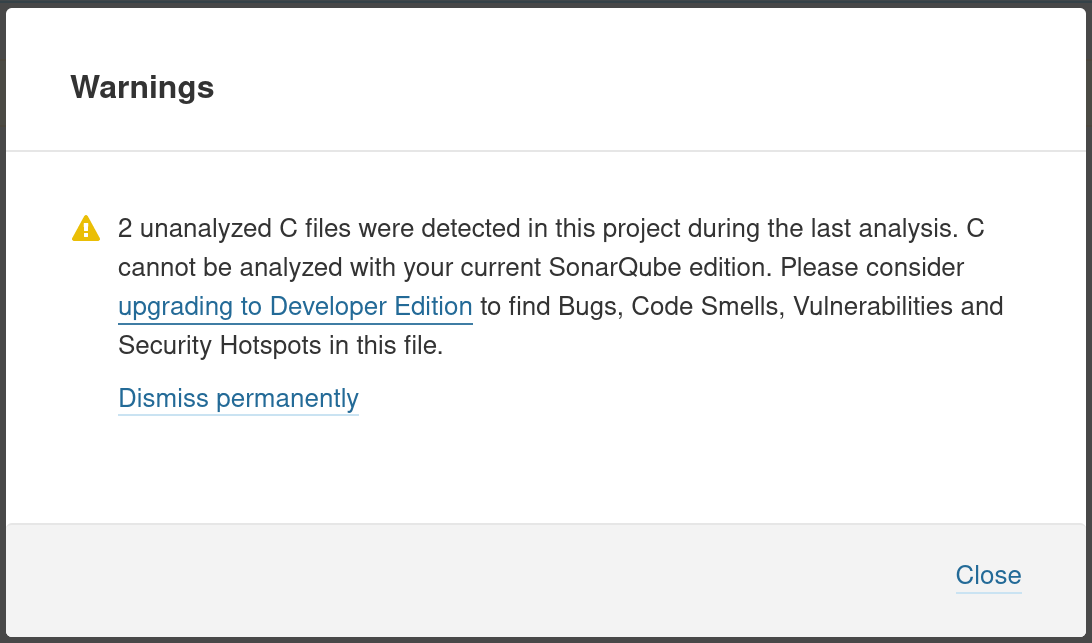 Warnings
2 unanalyzed C files were detected in this project during the last analysis. C
cannot be analyzed with your current SonarQube edition. Please consider
upgrading to Developer Edition to find Bugs, Code Smells, Vulnerabilities and
Security Hotspots in this file.
Dismiss permanently
Close